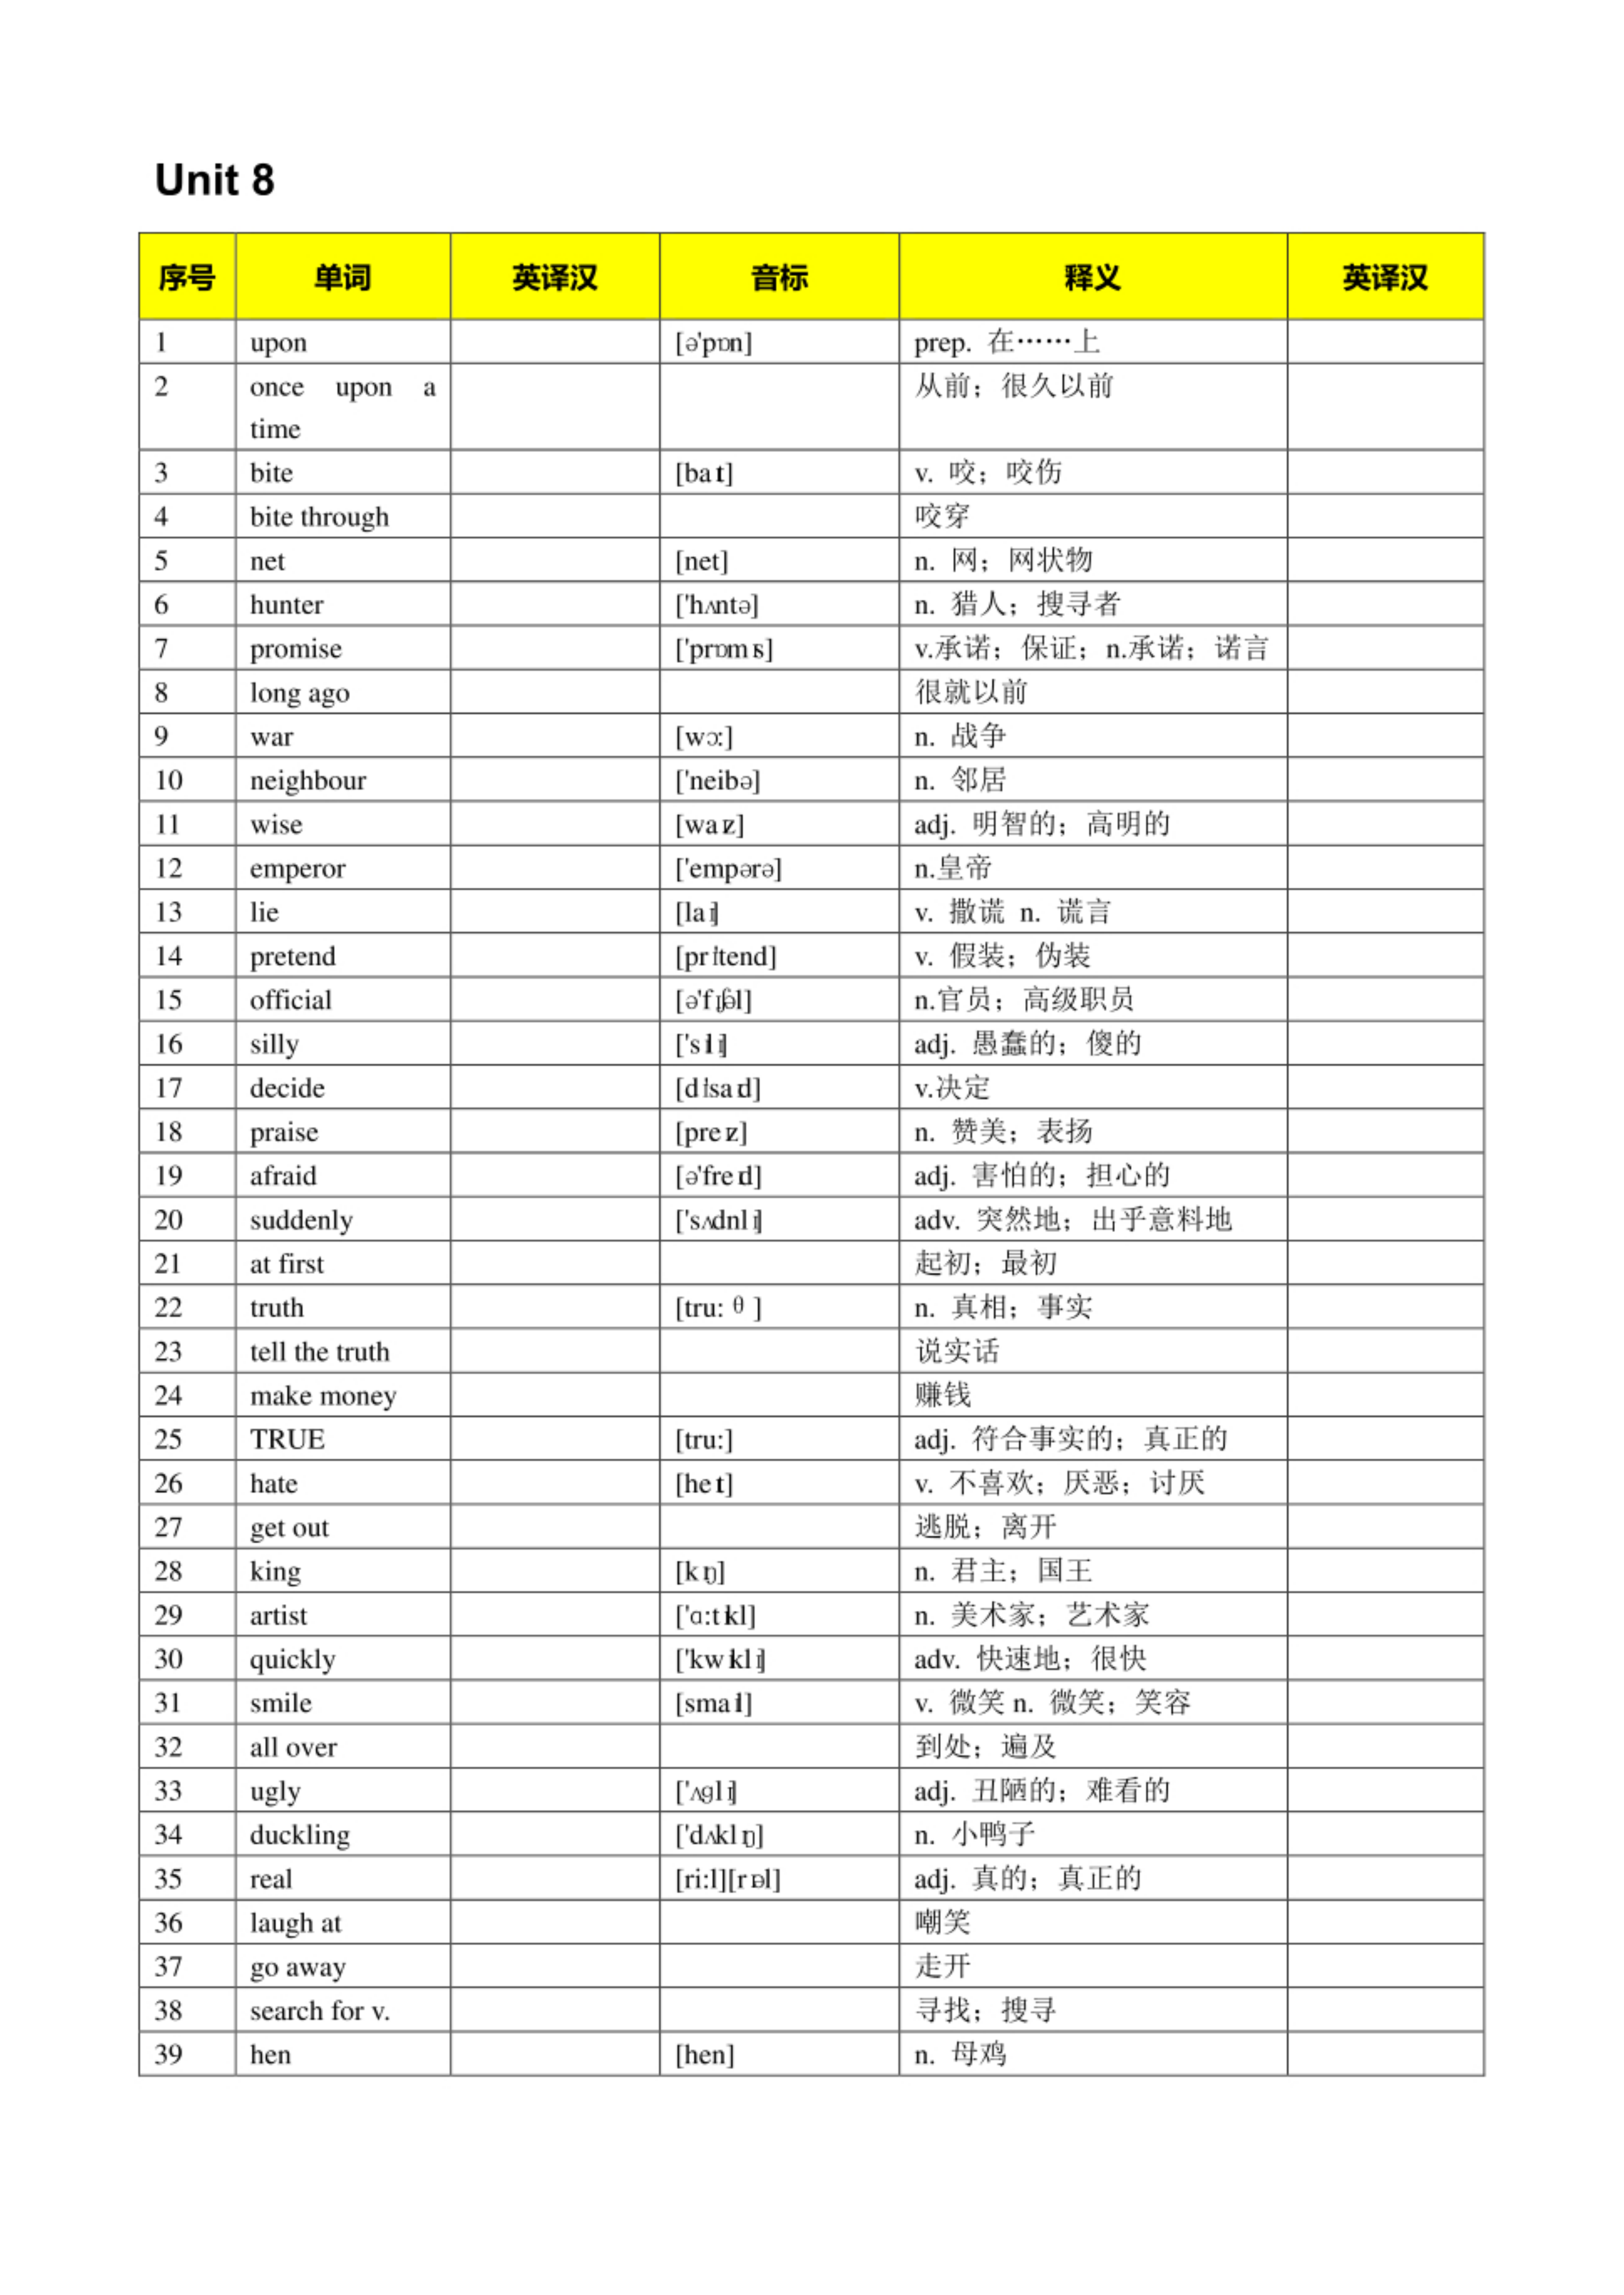 Unit 8
序号 单词 英译汉 音标 释义 英译汉
1 upon [ə'pɒn] prep. 在……上
2 once upon a 从前；很久以前
time
3 bite [baɪt] v. 咬；咬伤
4 bite through 咬穿
5 net [net] n. 网；网状物
6 hunter ['hʌntə] n. 猎人；搜寻者
7 promise ['prɒmɪs] v.承诺；保证；n.承诺；诺言
8 long ago 很就以前
9 war [wɔ:] n. 战争
10 neighbour ['neibə] n. 邻居
11 wise [waɪz] adj. 明智的；高明的
12 emperor ['empərə] n.皇帝
13 lie [laɪ] v. 撒谎 n. 谎言
14 pretend [prɪ'tend] v. 假装；伪装
15 official [ə'fɪʃəl] n.官员；高级职员
16 silly ['sɪlɪ] adj. 愚蠢的；傻的
17 decide [dɪ'saɪd] v.决定
18 praise [preɪz] n. 赞美；表扬
19 afraid [ə'freɪd] adj. 害怕的；担心的
20 suddenly ['sʌdnlɪ] adv. 突然地；出乎意料地
21 at first 起初；最初
22 truth [tru:θ] n. 真相；事实
23 tell the truth 说实话
24 make money 赚钱
25 TRUE [tru:] adj. 符合事实的；真正的
26 hate [heɪt] v. 不喜欢；厌恶；讨厌
27 get out 逃脱；离开
28 king [kɪŋ] n. 君主；国王
29 artist ['ɑ:tɪkl] n. 美术家；艺术家
30 quickly ['kwɪklɪ] adv. 快速地；很快
31 smile [smaɪl] v. 微笑 n. 微笑；笑容
32 all over 到处；遍及
33 ugly ['ʌglɪ] adj. 丑陋的；难看的
34 duckling ['dʌklɪŋ] n. 小鸭子
35 real [ri:l][rɪəl] adj. 真的；真正的
36 laugh at 嘲笑
37 go away 走开
38 search for v. 寻找；搜寻
39 hen [hen] n. 母鸡